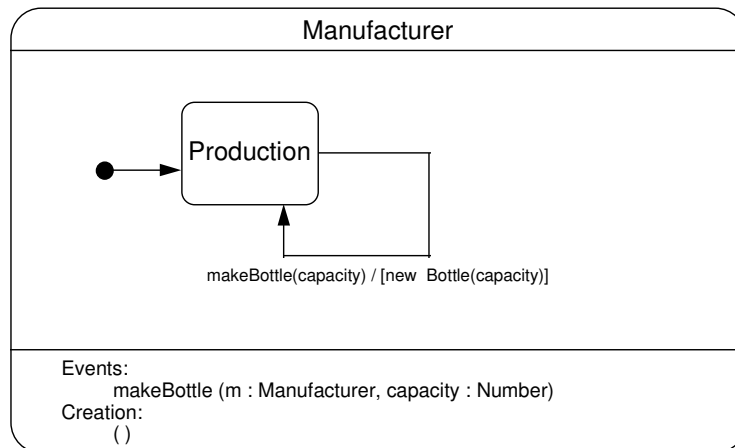 Manufacturer
Production
makeBottle(capacity) / [new Bottle(capacity)]
Events:
makeBottle (m : Manufacturer, capacity : Number)
Creation:
( )